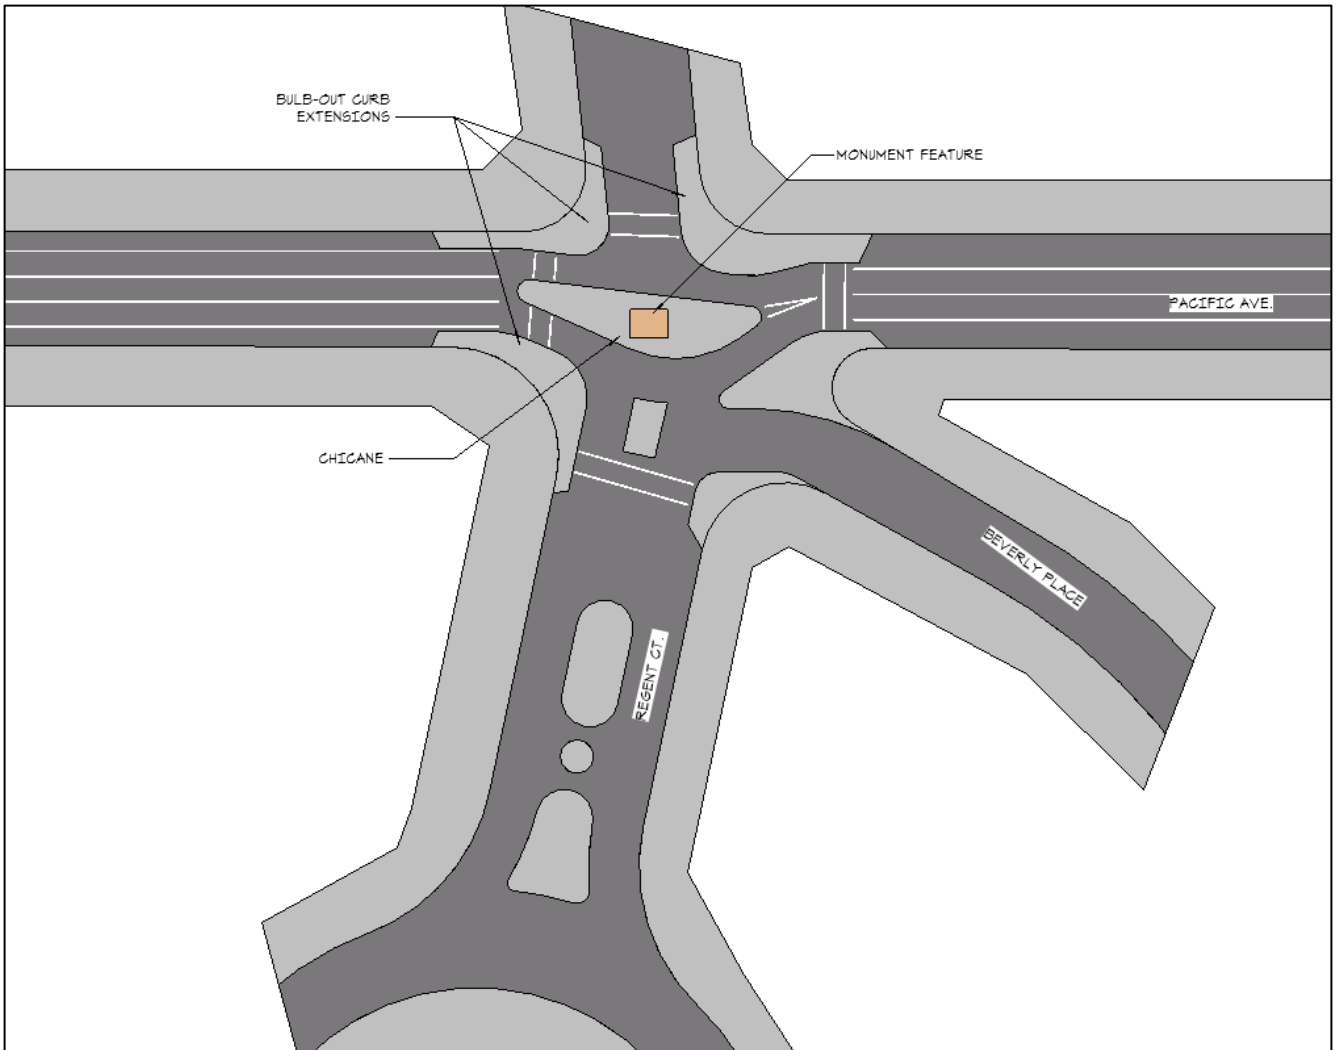 BULB-OUT CURB
EXTENSIONS
MONUMENT FEATURE
PACIFIC AVE.
CHICANE
BEVERLY PLACE
REGENT CT.